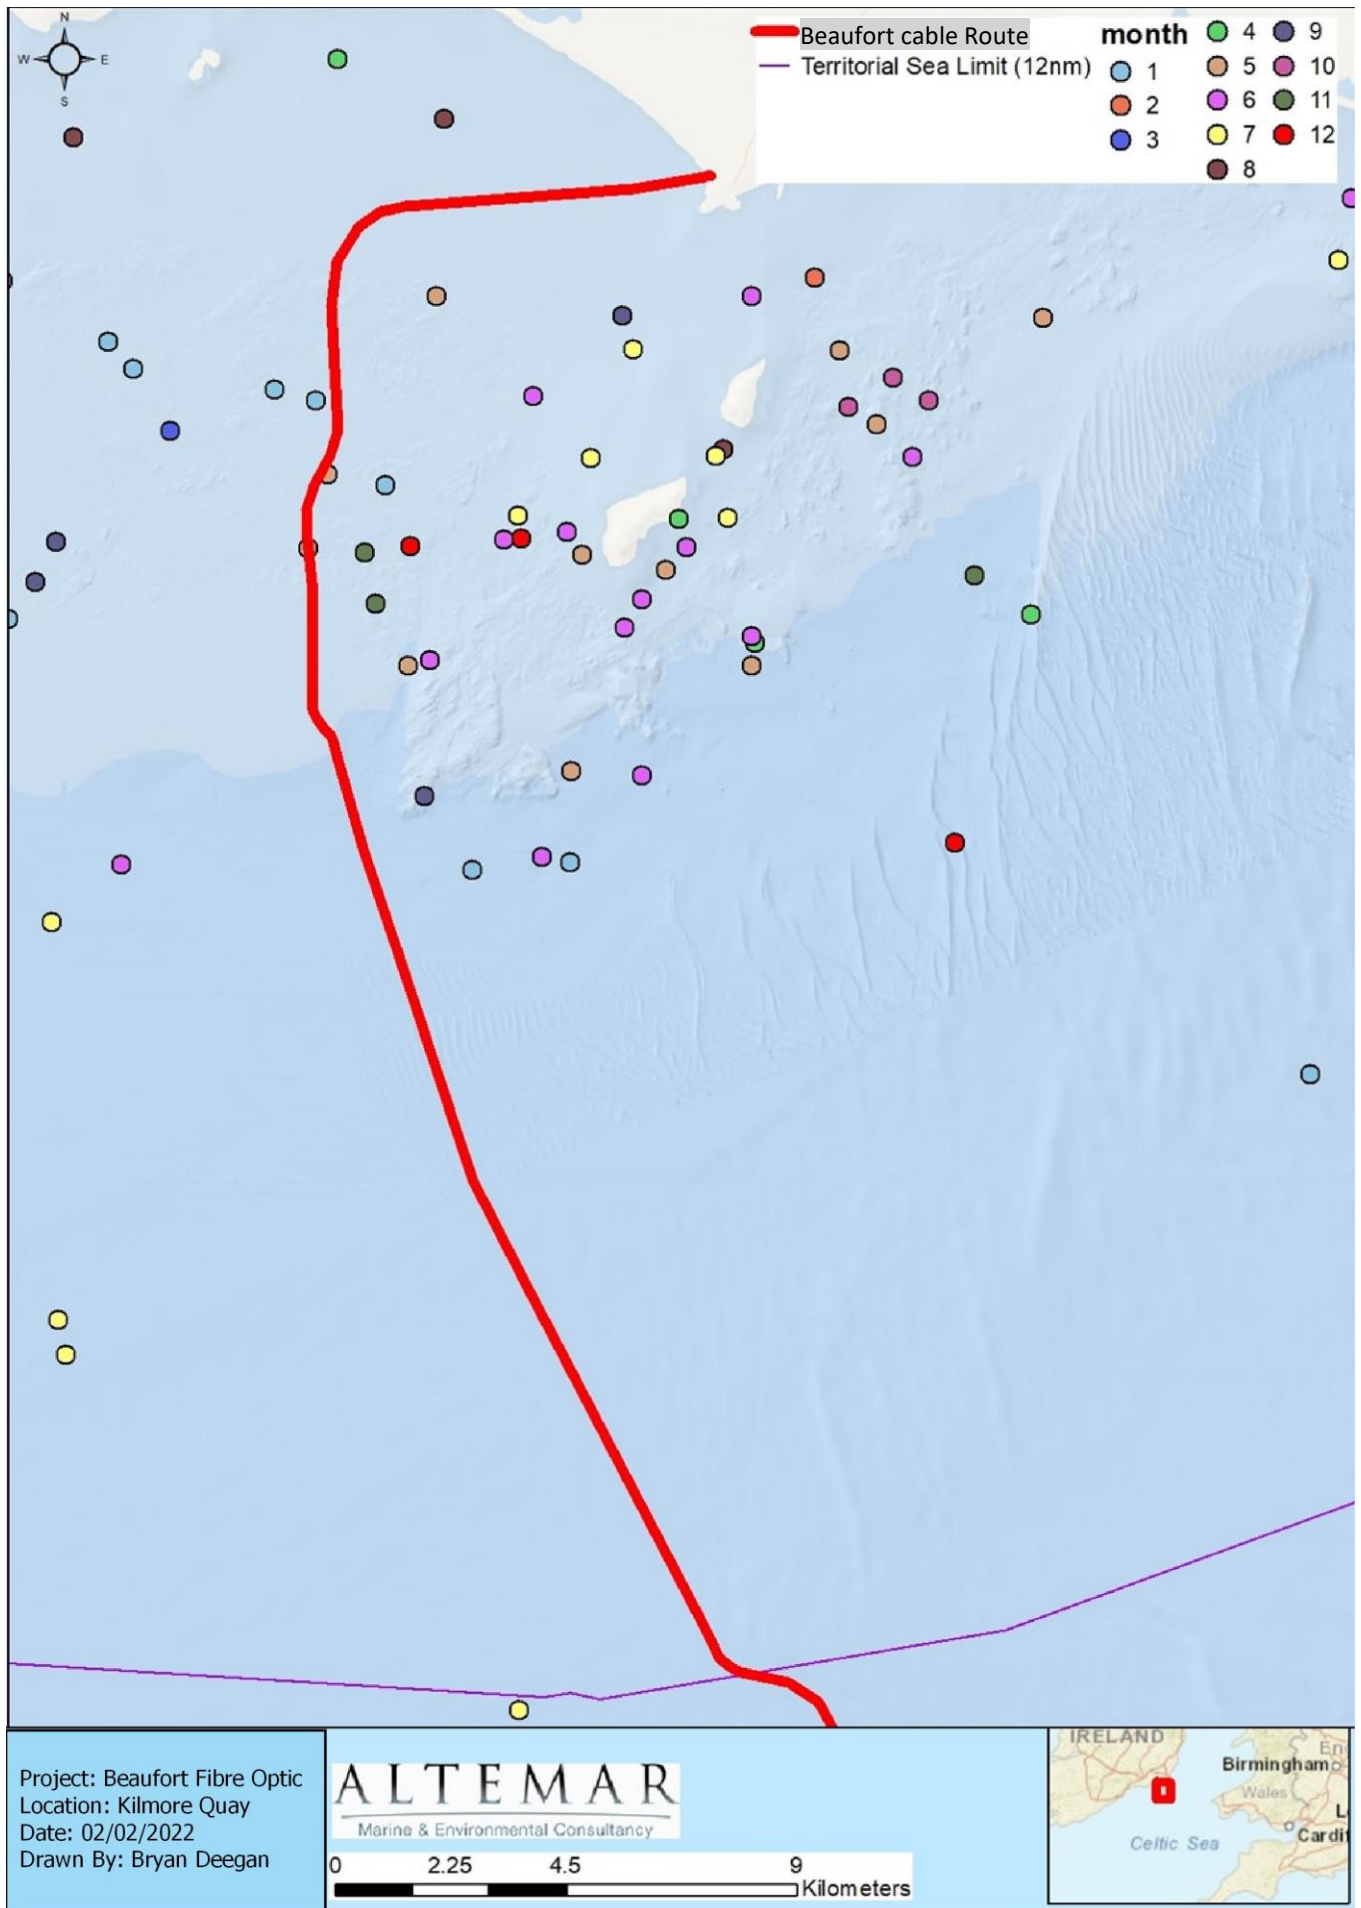 N
W E
S
Beaufort cable Route
Territorial Sea Limit (12nm)
month
1
2
3
4
5
6
7
8
9
10
11
12
Project: Beaufort Fibre Optic
Location: Kilmore Quay
Date: 02/02/2022
Drawn By: Bryan Deegan
ALTEMAR
Marine & Environmental Consultancy
0 2.25 4.5 9
Kilometers
IRELAND
En
Birmingham
Wales
L
Cardif
Celtic Sea